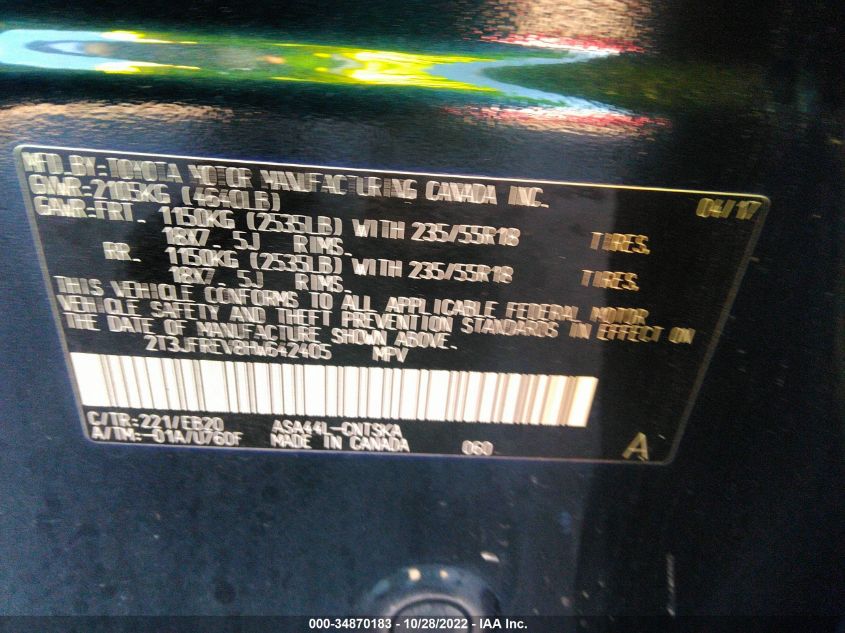 MFD BY:TOYOTA MOTOR MANUFACTURING CANADA INC. 04/17
GVWR:2105KG (4640LB)
GAWR:FRT. 1150KG (2535LB) WITH 235/55R18 TIRES,
18X7. 5J RIMS.
RR. 1150KG (2535LB) WITH 235/55R18 TIRES,
18X7. 5J RIMS.
THIS VEHICLE CONFORMS TO ALL APPLICABLE FEDERAL MOTOR
VEHICLE SAFETY AND THEFT PREVENTION STANDARDS IN EFFECT ON
THE DATE OF MANUFACTURE SHOWN ABOVE.
2T3JFREV8HW642405 MPV
C/TR:221/EB20 ASA44L-CNTSKA
A/TM:-01A/U760F MADE IN CANADA 060 A
000-34870183 - 10/28/2022 - IAA Inc.